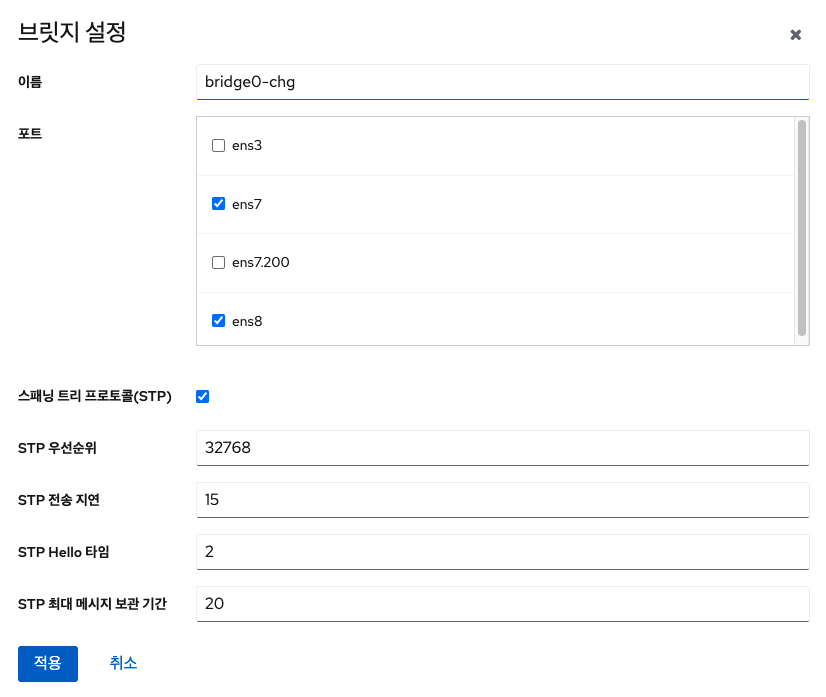 브릿지 설정
이름
bridge0-chg
포트
ens3
ens7
ens7.200
ens8
스패닝 트리 프로토콜(STP)
STP 우선순위
32768
STP 전송 지연
15
STP Hello 타임
2
STP 최대 메시지 보관 기간
20
적용 취소